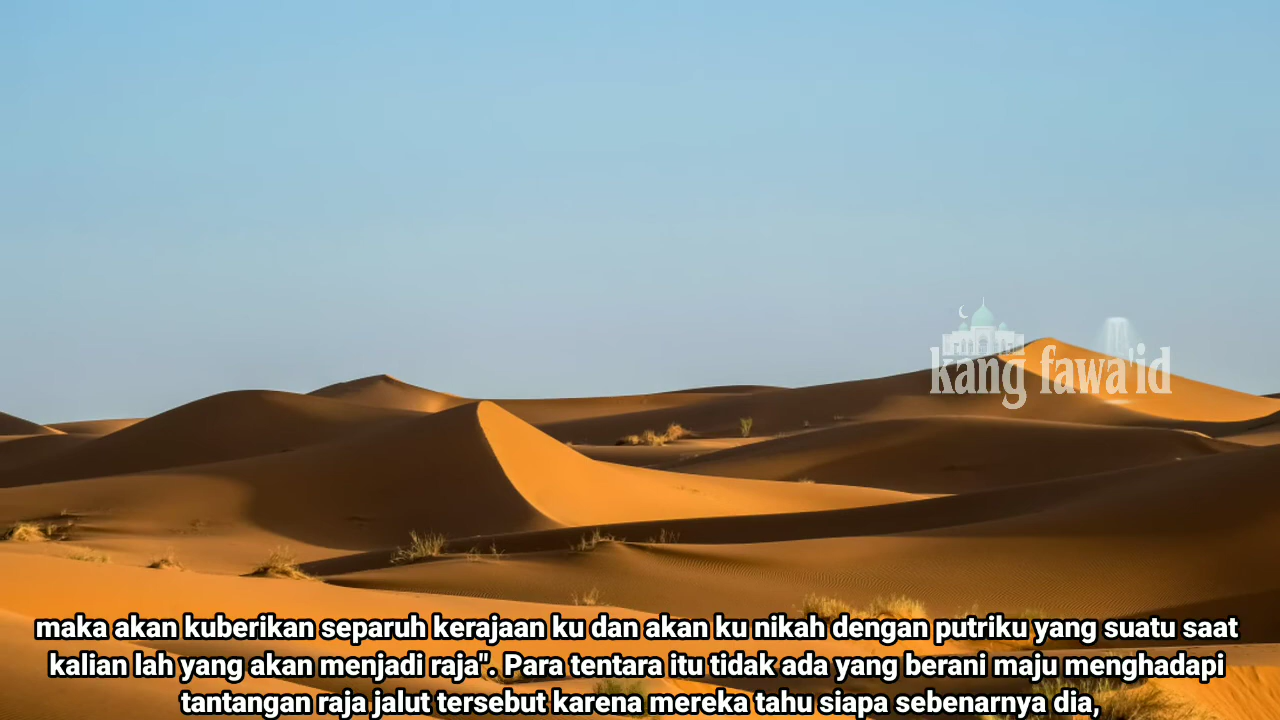 kang fawa'id
maka akan kuberikan separuh kerajaan ku dan akan ku nikah dengan putriku yang suatu saat
kalian lah yang akan menjadi raja". Para tentara itu tidak ada yang berani maju menghadapi
tantangan raja jalut tersebut karena mereka tahu siapa sebenarnya dia,